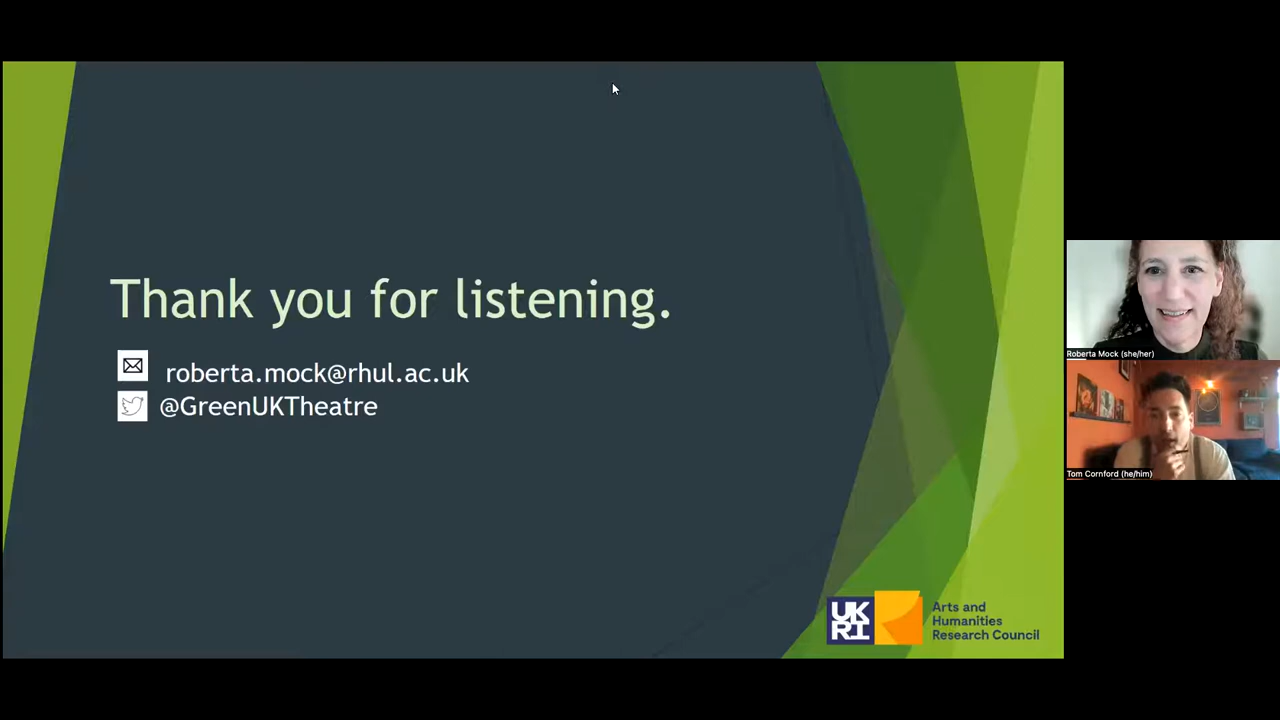 Thank you for listening.
roberta.mock@rhul.ac.uk
@GreenUKTheatre
UK
RI
Arts and
Humanities
Research Council
Roberta Mock (she/her)
Tom Cornford (he/him)